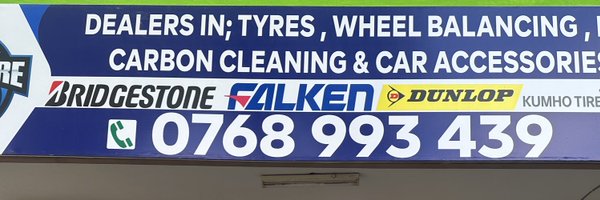 DEALERS IN; TYRES , WHEEL BALANCING ,
CARBON CLEANING & CAR ACCESSORIES
BRIDGESTONE FALKEN DUNLOP KUMHO TIRE
0768 993 439